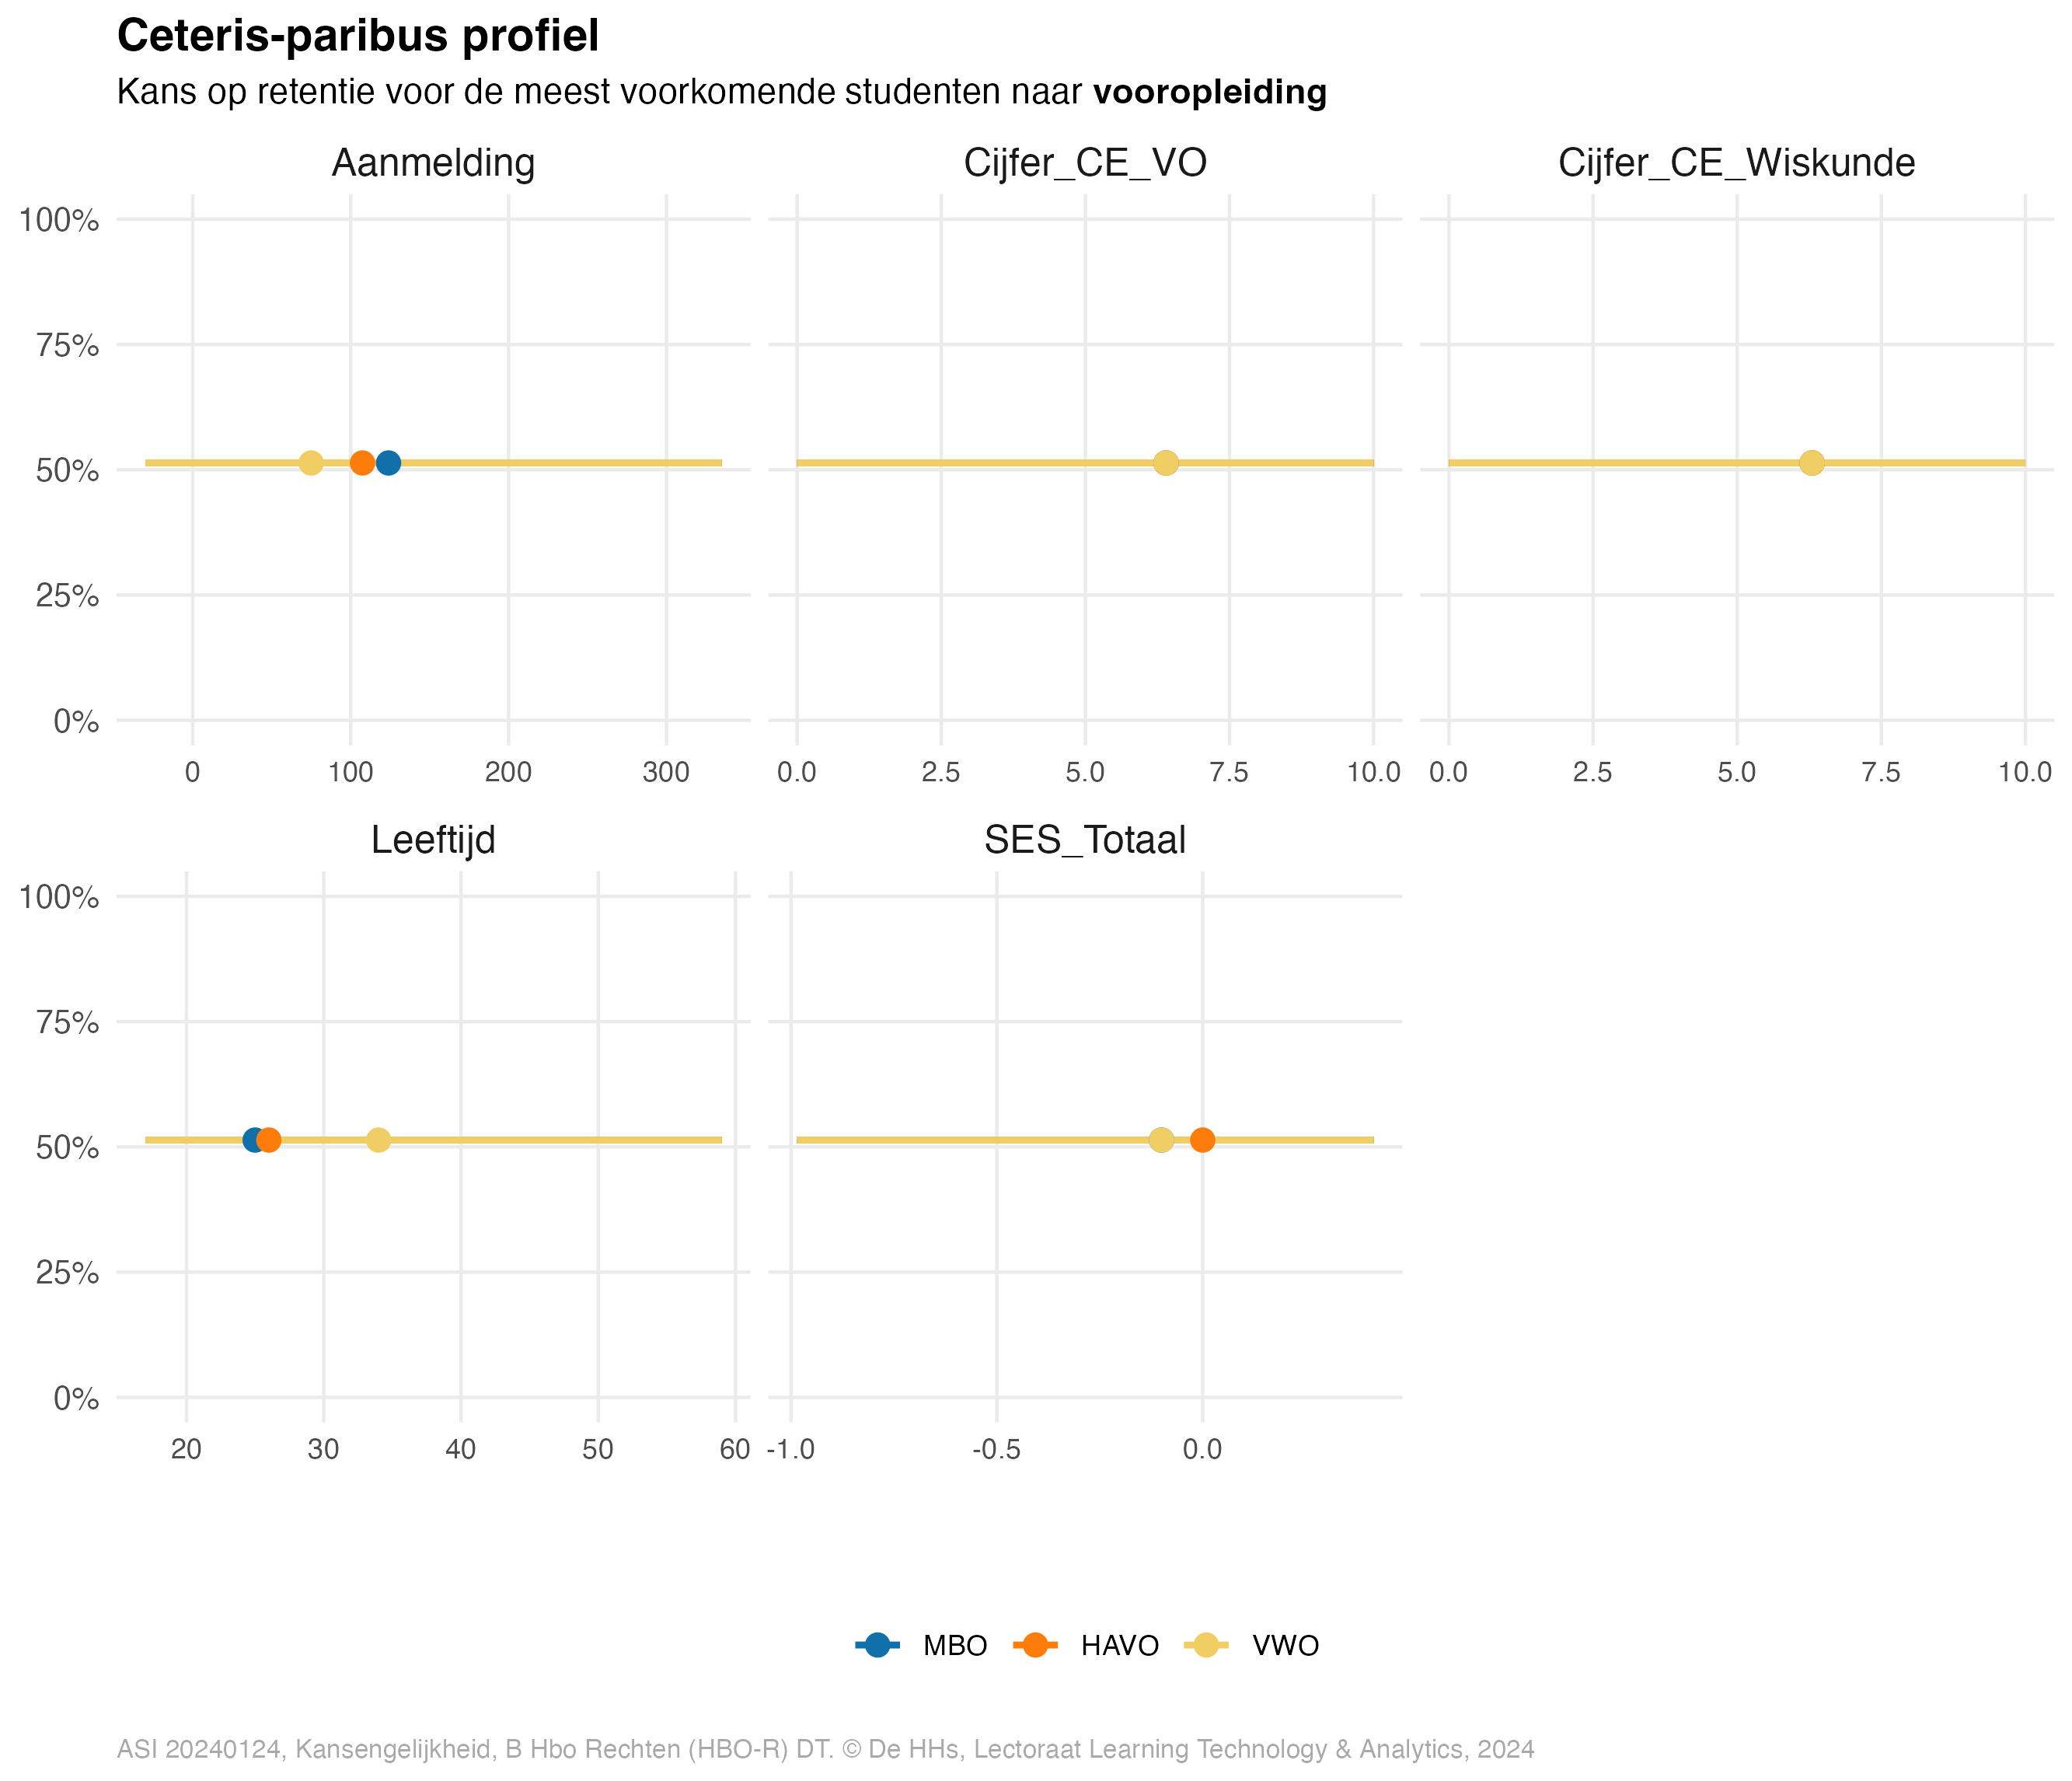 Ceteris-paribus profiel
Kans op retentie voor de meest voorkomende studenten naar vooropleiding
Aanmelding
Cijfer_CE_VO
Cijfer_CE_Wiskunde
100%
75%
50%
25%
0%
0 100 200 300
0.0 2.5 5.0 7.5 10.0
0.0 2.5 5.0 7.5 10.0
Leeftijd
SES_Totaal
100%
75%
50%
25%
0%
20 30 40 50 60
-1.0 -0.5 0.0
MBO HAVO VWO
ASI 20240124, Kansengelijkheid, B Hbo Rechten (HBO-R) DT. © De HHs, Lectoraat Learning Technology & Analytics, 2024